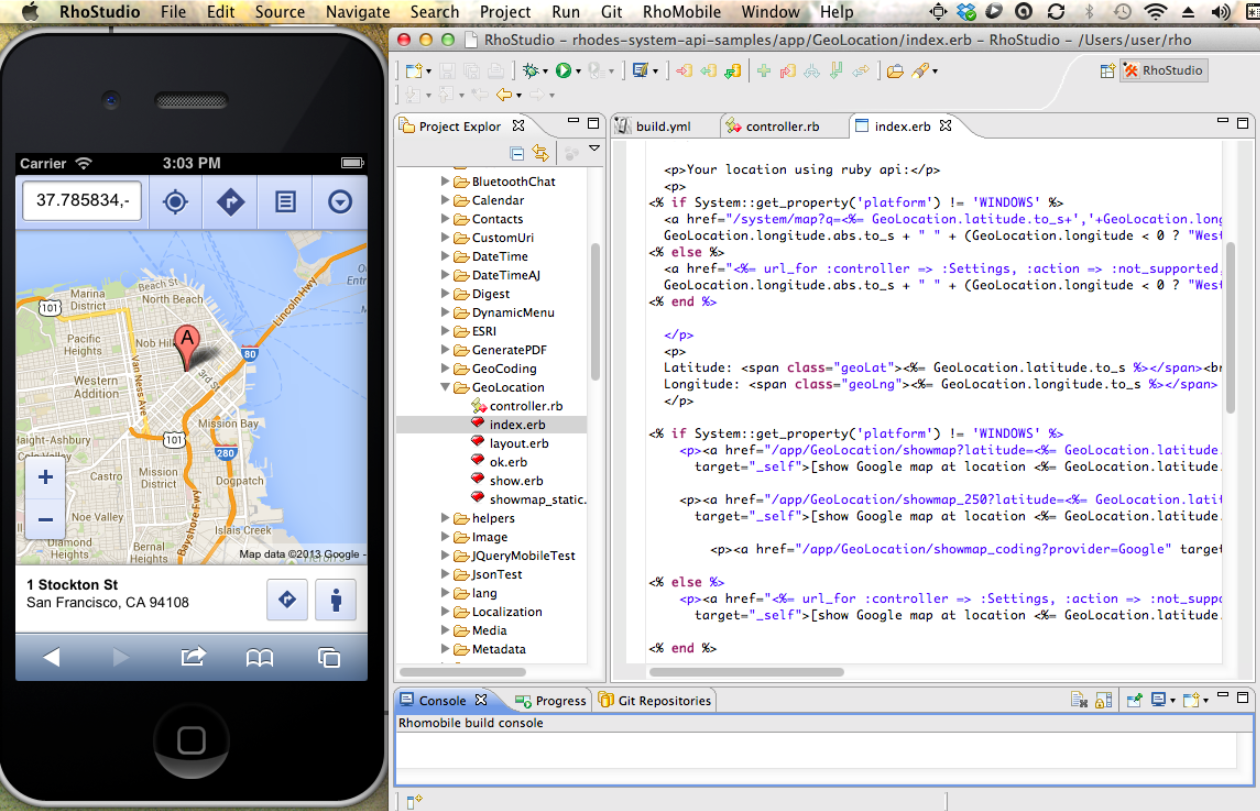 RhoStudio File Edit Source Navigate Search Project Run Git RhoMobile Window Help
RhoStudio – rhodes-system-api-samples/app/GeoLocation/index.erb – RhoStudio – /Users/user/rho
RhoStudio
Carrier 3:03 PM
37.785834,-
Beach St
Marina District
North Beach
Lincoln Hwy
101
Pacific Heights
Nob Hill
A
80
Van Ness Ave
3rd St
Western Addition
Mission Bay
101
Haight-Ashbury
280
Castro
Mission District
Dogpatch
+
−
Noe Valley
Bayshore Fwy
Islais Creek
Diamond Heights
Bernal Heights
Map data ©2013 Google -
1 Stockton St
San Francisco, CA 94108
Project Explor
BluetoothChat
Calendar
Contacts
CustomUri
DateTime
DateTimeAJ
Digest
DynamicMenu
ESRI
GeneratePDF
GeoCoding
GeoLocation
controller.rb
index.erb
layout.erb
ok.erb
show.erb
showmap_static.
helpers
Image
JQueryMobileTest
JsonTest
lang
Localization
Media
Metadata
build.yml controller.rb index.erb
<p>Your location using ruby api:</p>
<p>
<% if System::get_property('platform') != 'WINDOWS' %>
<a href="/system/map?q=<%= GeoLocation.latitude.to_s+','+GeoLocation.long
GeoLocation.longitude.abs.to_s + " " + (GeoLocation.longitude < 0 ? "West
<% else %>
<a href="<%= url_for :controller => :Settings, :action => :not_supported,
GeoLocation.longitude.abs.to_s + " " + (GeoLocation.longitude < 0 ? "West
<% end %>
</p>
<p>
Latitude: <span class="geoLat"><%= GeoLocation.latitude.to_s %></span><br
Longitude: <span class="geoLng"><%= GeoLocation.longitude.to_s %></span>
</p>
<% if System::get_property('platform') != 'WINDOWS' %>
<p><a href="/app/GeoLocation/showmap?latitude=<%= GeoLocation.latitude.
target="_self">[show Google map at location <%= GeoLocation.latitude.
<p><a href="/app/GeoLocation/showmap_250?latitude=<%= GeoLocation.latit
target="_self">[show Google map at location <%= GeoLocation.latitude.
<p><a href="/app/GeoLocation/showmap_coding?provider=Google" target
<% else %>
<p><a href="<%= url_for :controller => :Settings, :action => :not_suppo
target="_self">[show Google map at location <%= GeoLocation.latitude.
<% end %>
Console Progress Git Repositories
Rhomobile build console